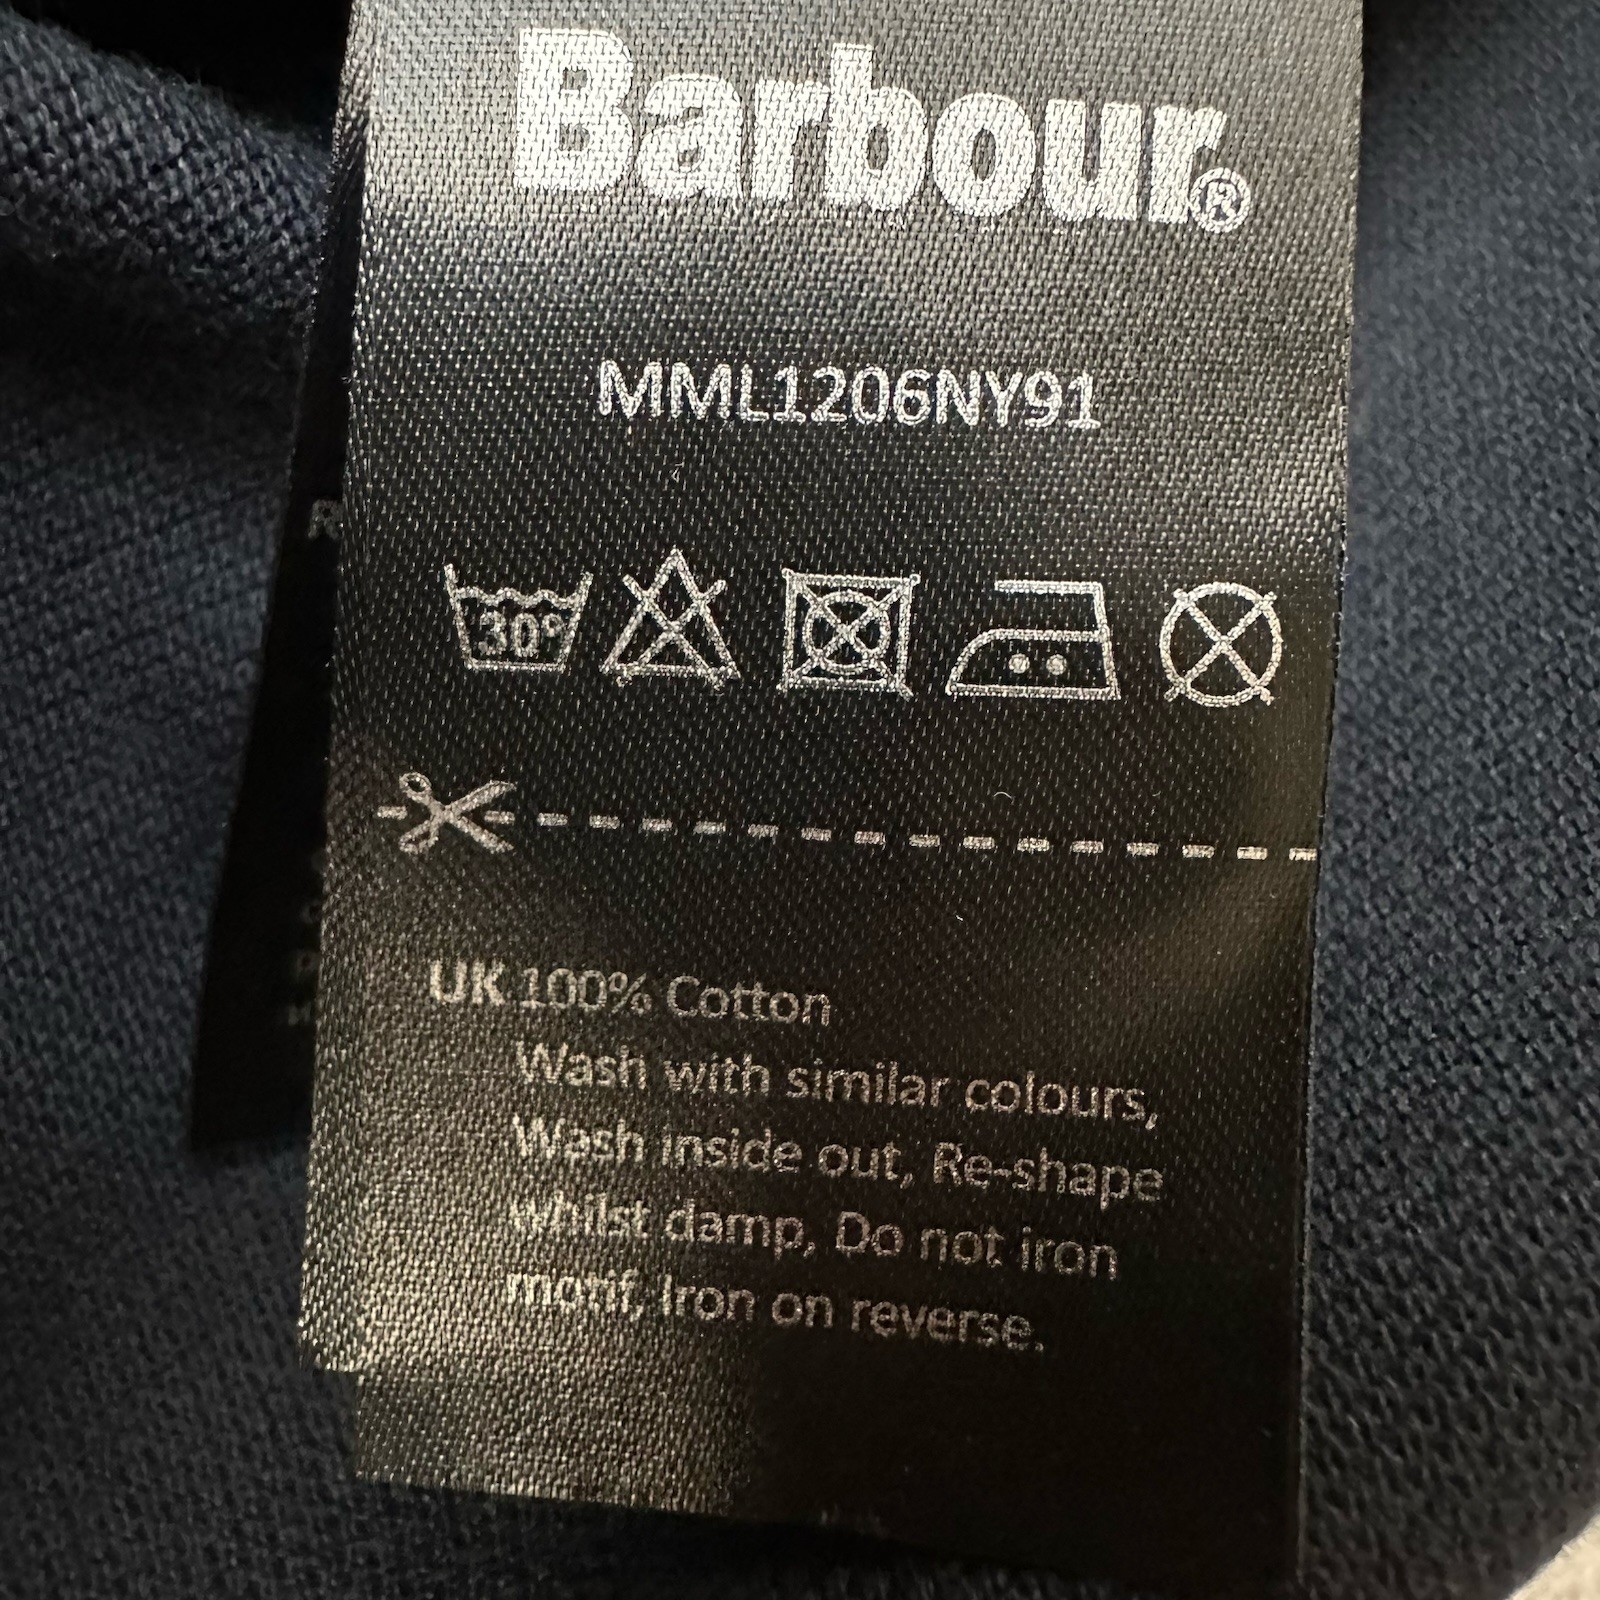 Barbour®
MML1206NY91
30°
UK 100% Cotton
Wash with similar colours,
Wash inside out, Re-shape
whilst damp, Do not iron
motif, Iron on reverse.